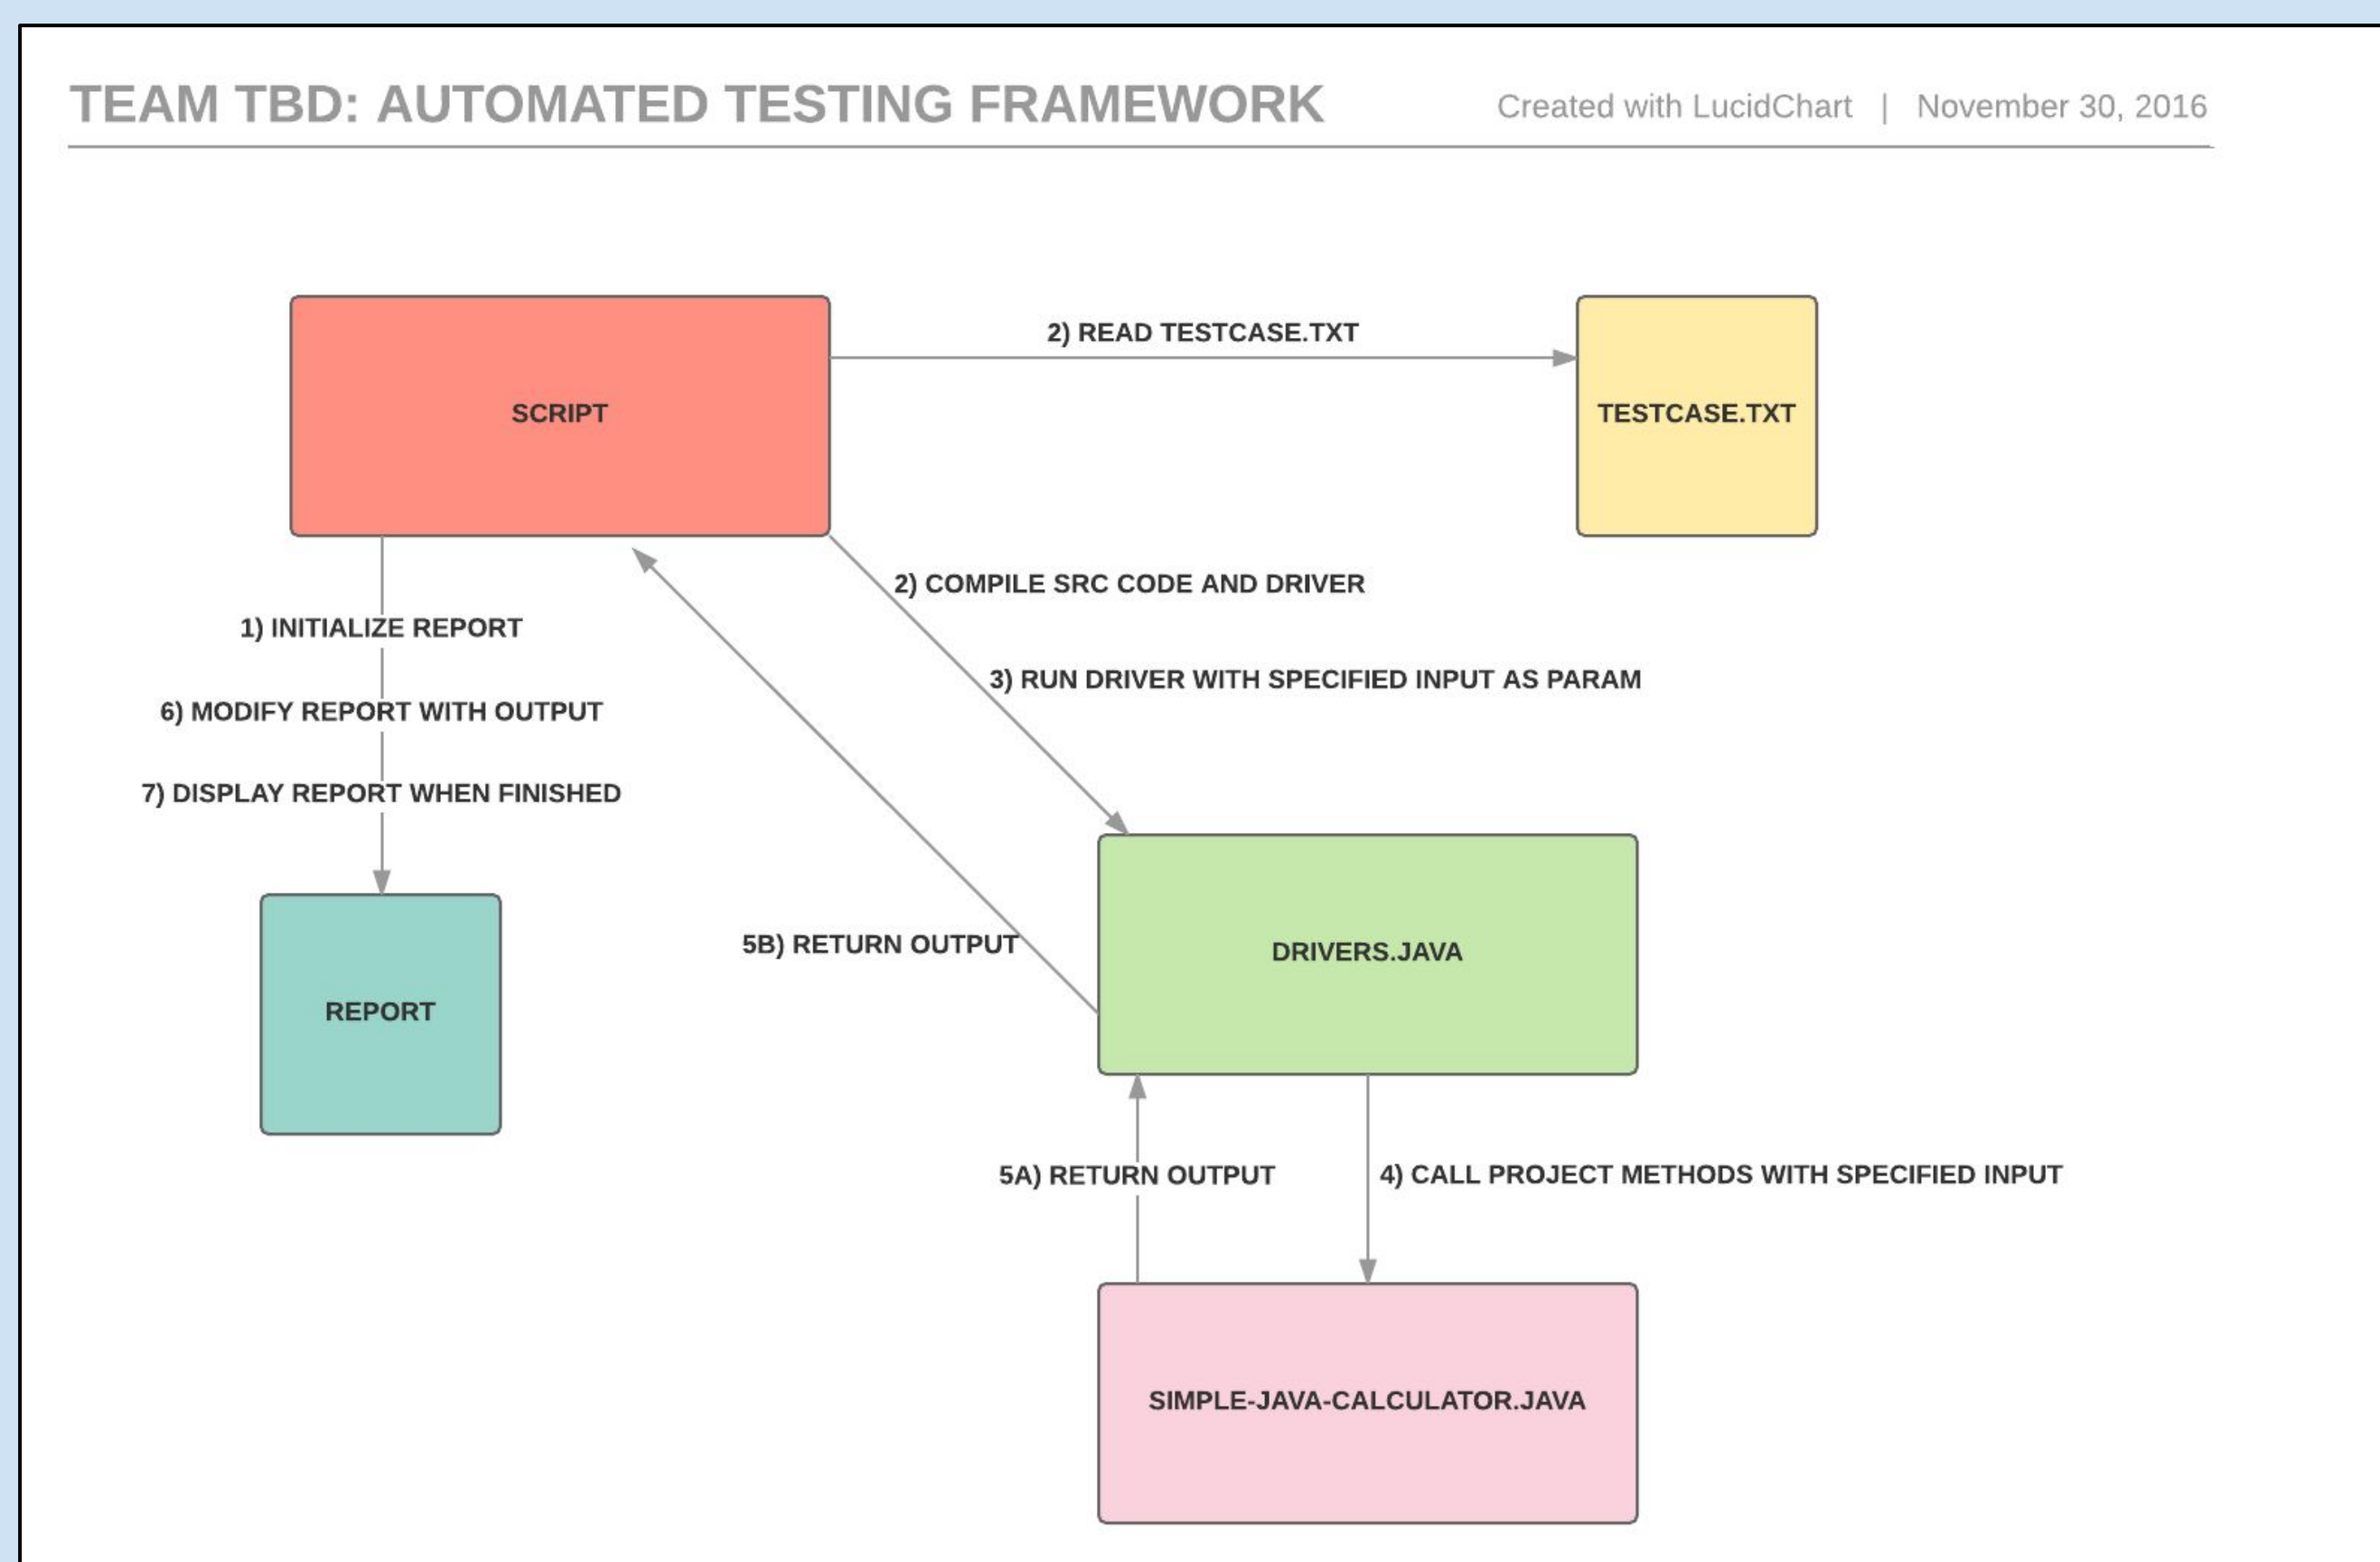 TEAM TBD: AUTOMATED TESTING FRAMEWORK
Created with LucidChart | November 30, 2016
2) READ TESTCASE.TXT
SCRIPT
TESTCASE.TXT
2) COMPILE SRC CODE AND DRIVER
1) INITIALIZE REPORT
3) RUN DRIVER WITH SPECIFIED INPUT AS PARAM
6) MODIFY REPORT WITH OUTPUT
7) DISPLAY REPORT WHEN FINISHED
5B) RETURN OUTPUT
DRIVERS.JAVA
REPORT
5A) RETURN OUTPUT
4) CALL PROJECT METHODS WITH SPECIFIED INPUT
SIMPLE-JAVA-CALCULATOR.JAVA